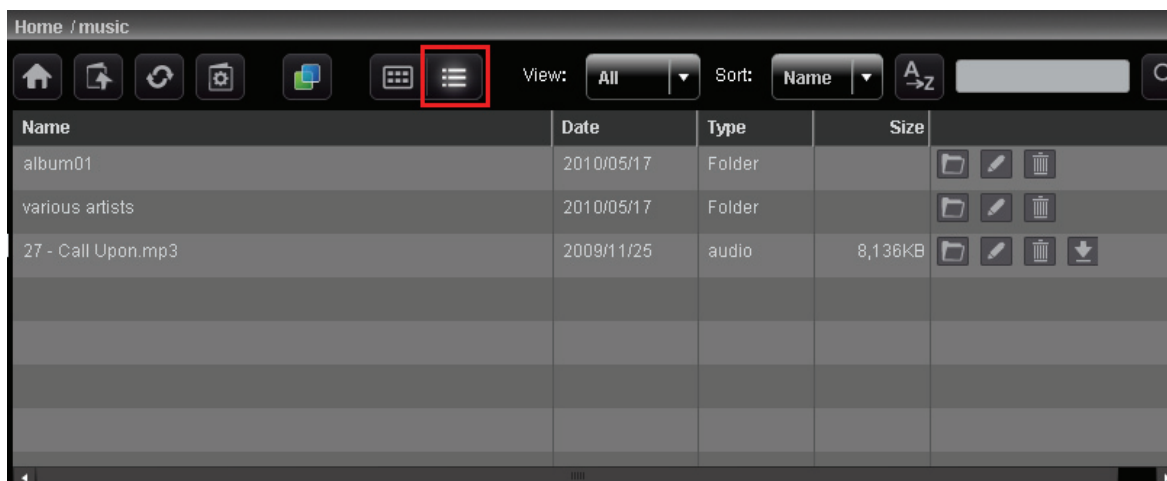 Home / music
View: All Sort: Name A→Z
Name Date Type Size
album01 2010/05/17 Folder
various artists 2010/05/17 Folder
27 - Call Upon.mp3 2009/11/25 audio 8,136KB